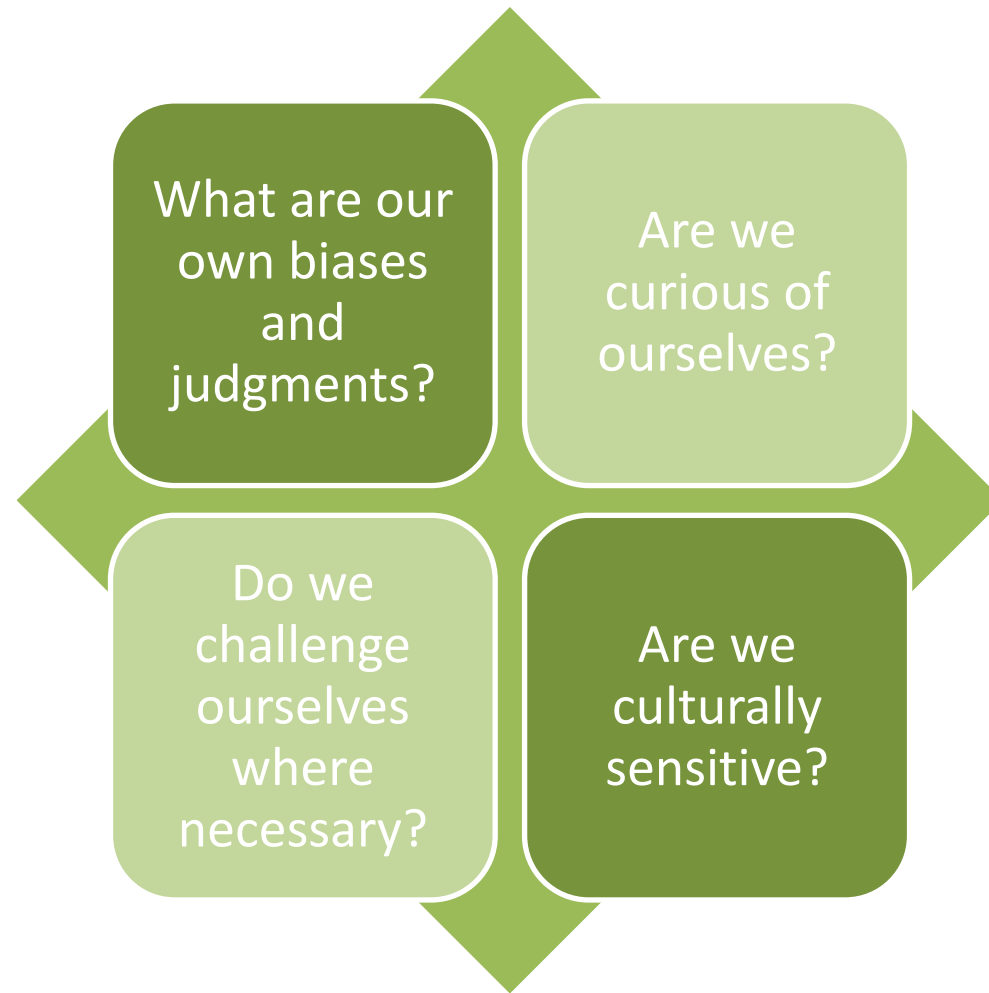 What are our
own biases
and
judgments?
Are we
curious of
ourselves?
Do we
challenge
ourselves
where
necessary?
Are we
culturally
sensitive?